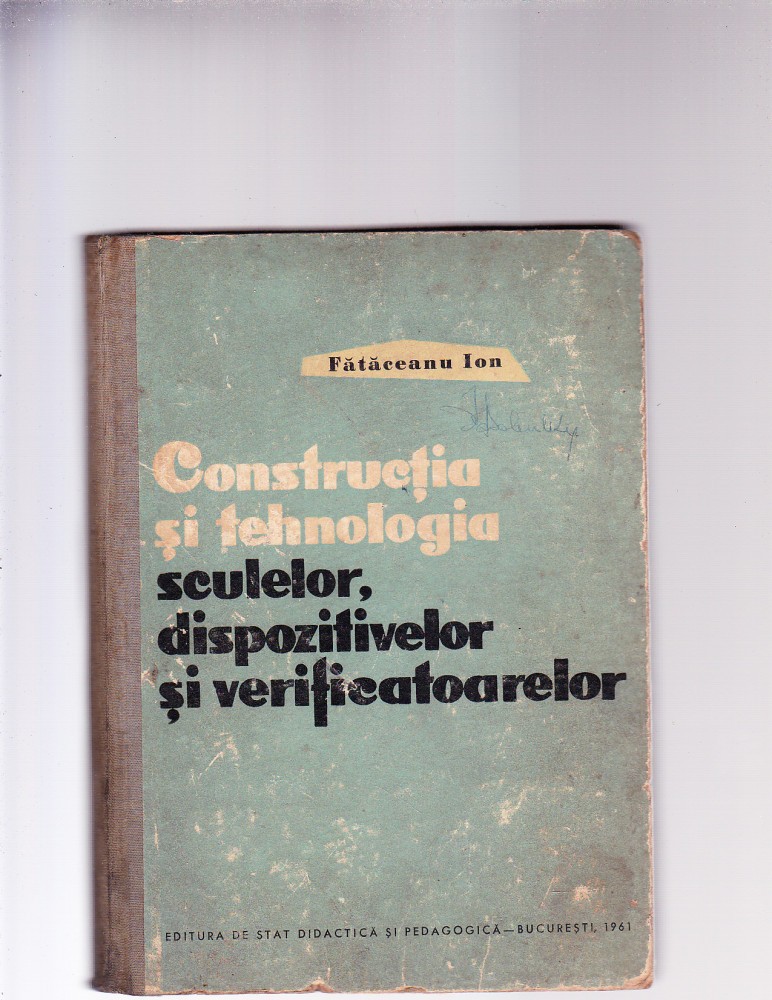 Fătăceanu Ion
Construcția
și tehnologia
sculelor,
dispozitivelor
și verificatoarelor
EDITURA DE STAT DIDACTICĂ ȘI PEDAGOGICĂ—BUCUREȘTI, 1961